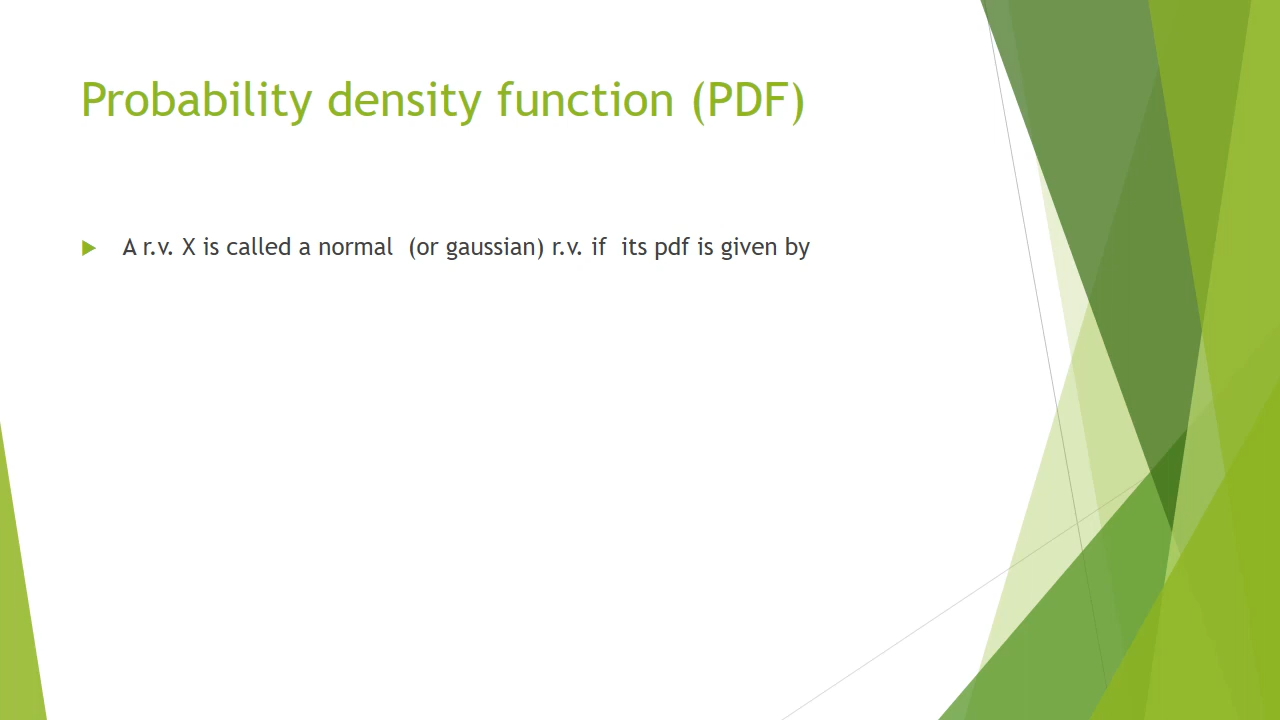 Probability density function (PDF)
A r.v. X is called a normal (or gaussian) r.v. if its pdf is given by